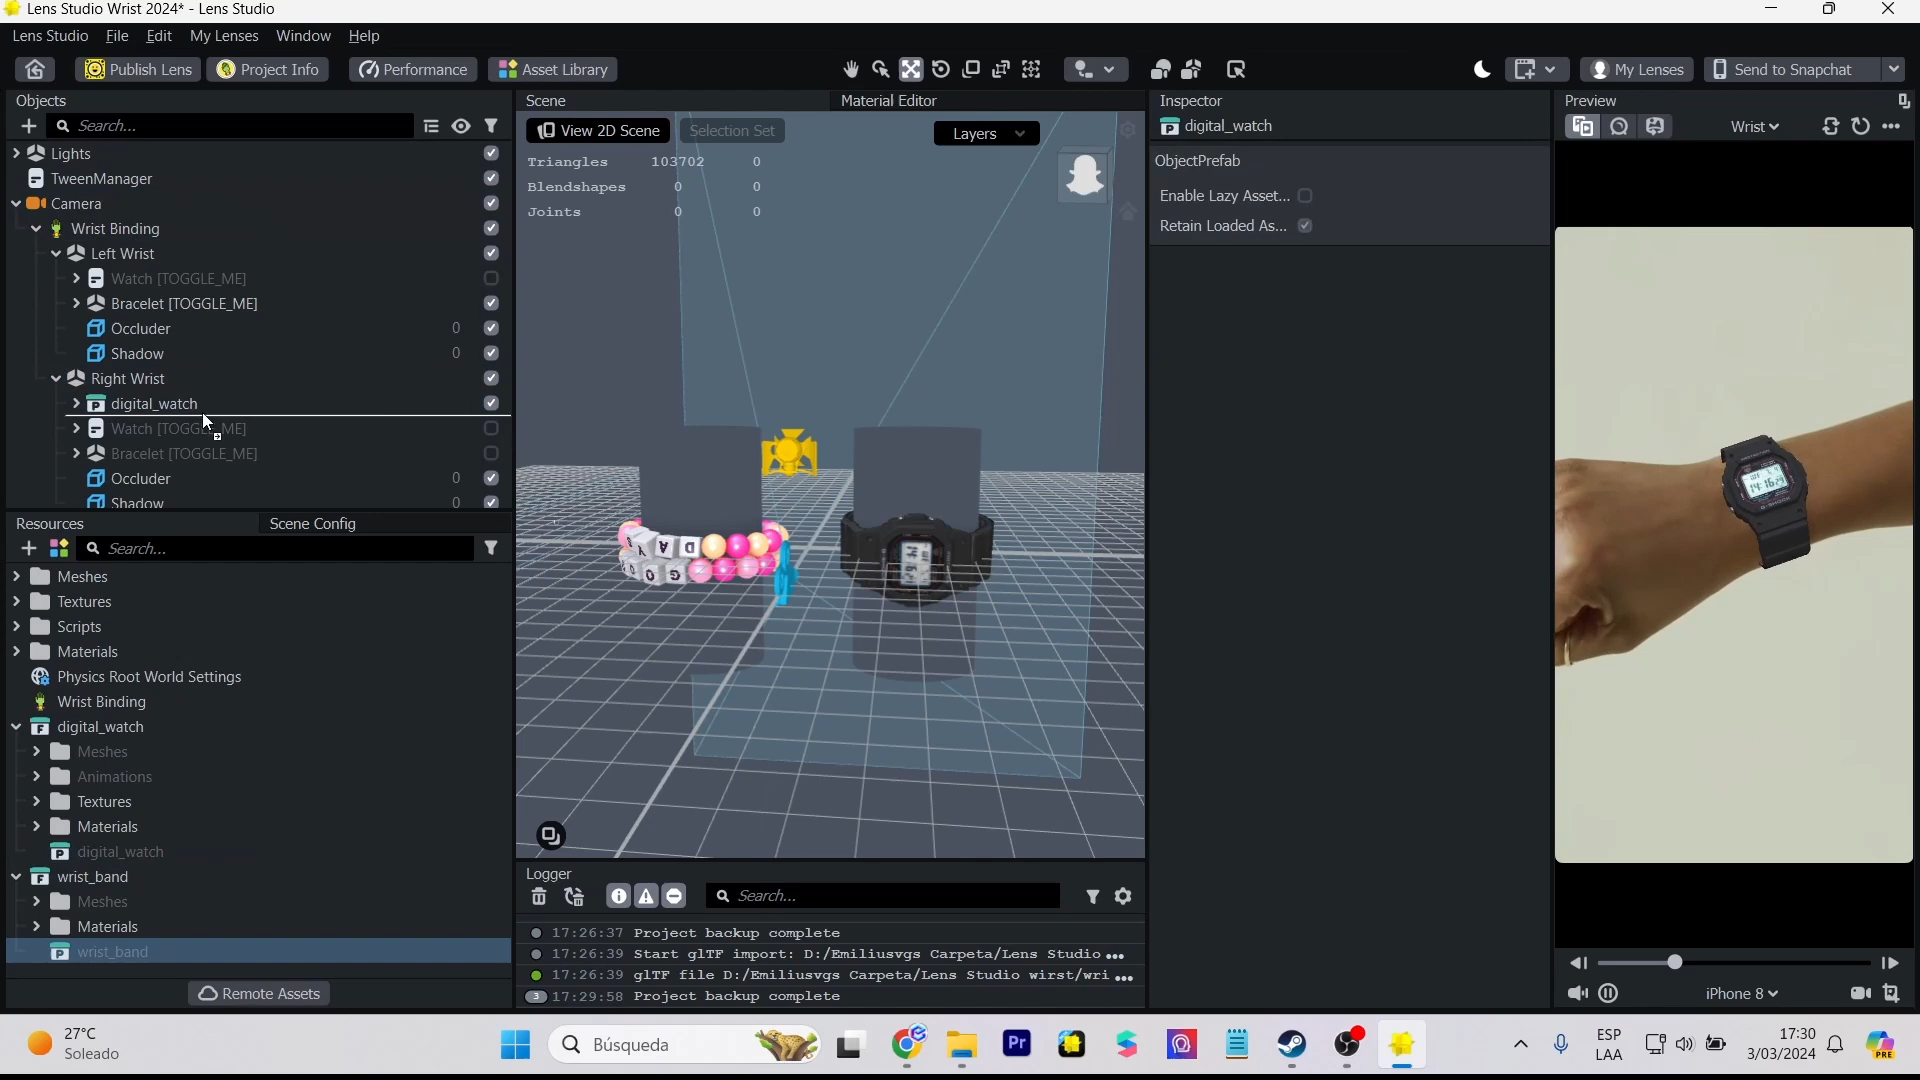 Lens Studio Wrist 2024* - Lens Studio
Lens Studio File Edit My Lenses Window Help
Publish Lens Project Info Performance Asset Library My Lenses Send to Snapchat
Objects
Search...
Lights
TweenManager
Camera
Wrist Binding
Left Wrist
Watch [TOGGLE_ME]
Bracelet [TOGGLE_ME]
Occluder 0
Shadow 0
Right Wrist
digital_watch
Watch [TOGGLE_ME]
Bracelet [TOGGLE_ME]
Occluder 0
Shadow 0
Resources Scene Config
Search...
Meshes
Textures
Scripts
Materials
Physics Root World Settings
Wrist Binding
digital_watch
Meshes
Animations
Textures
Materials
digital_watch
wrist_band
Meshes
Materials
wrist_band
Remote Assets
Scene Material Editor
View 2D Scene Selection Set Layers
Triangles 103702 0
Blendshapes 0 0
Joints 0 0
Logger
Search...
17:26:37 Project backup complete
17:26:39 Start glTF import: D:/Emiliusvgs Carpeta/Lens Studio ...
17:26:39 glTF file D:/Emiliusvgs Carpeta/Lens Studio wirst/wri ...
3 17:29:58 Project backup complete
Inspector
digital_watch
ObjectPrefab
Enable Lazy Asset...
Retain Loaded As...
Preview
Wrist
iPhone 8
27°C
Soleado
Búsqueda
Pr
ESP
LAA
17:30
3/03/2024
PRE